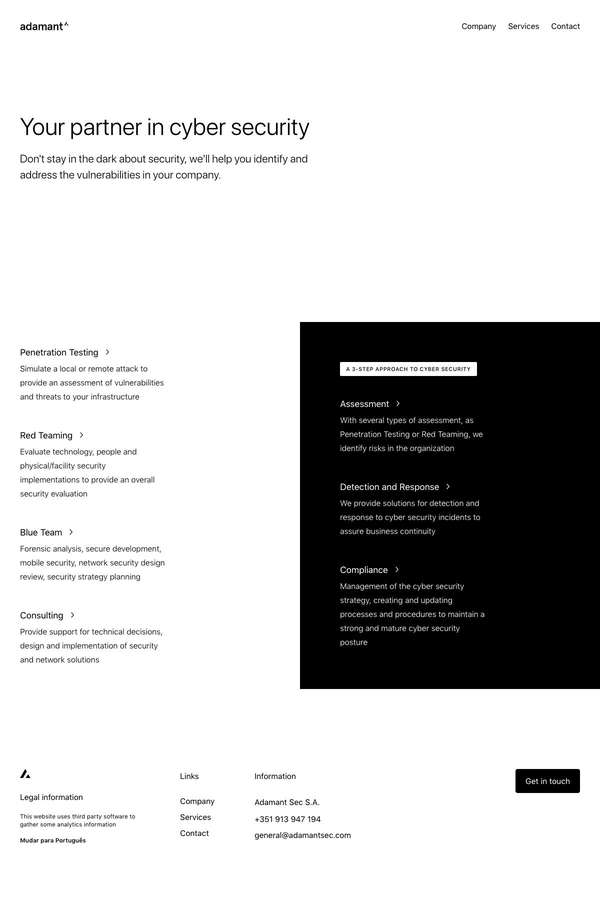 adamant^
Company Services Contact
Your partner in cyber security
Don't stay in the dark about security, we'll help you identify and
address the vulnerabilities in your company.
Penetration Testing
Simulate a local or remote attack to
provide an assessment of vulnerabilities
and threats to your infrastructure
Red Teaming
Evaluate technology, people and
physical/facility security
implementations to provide an overall
security evaluation
Blue Team
Forensic analysis, secure development,
mobile security, network security design
review, security strategy planning
Consulting
Provide support for technical decisions,
design and implementation of security
and network solutions
A 3-STEP APPROACH TO CYBER SECURITY
Assessment
With several types of assessment, as
Penetration Testing or Red Teaming, we
identify risks in the organization
Detection and Response
We provide solutions for detection and
response to cyber security incidents to
assure business continuity
Compliance
Management of the cyber security
strategy, creating and updating
processes and procedures to maintain a
strong and mature cyber security
posture
Legal information
This website uses third party software to
gather some analytics information
Mudar para Português
Links
Company
Services
Contact
Information
Adamant Sec S.A.
+351 913 947 194
general@adamantsec.com
Get in touch